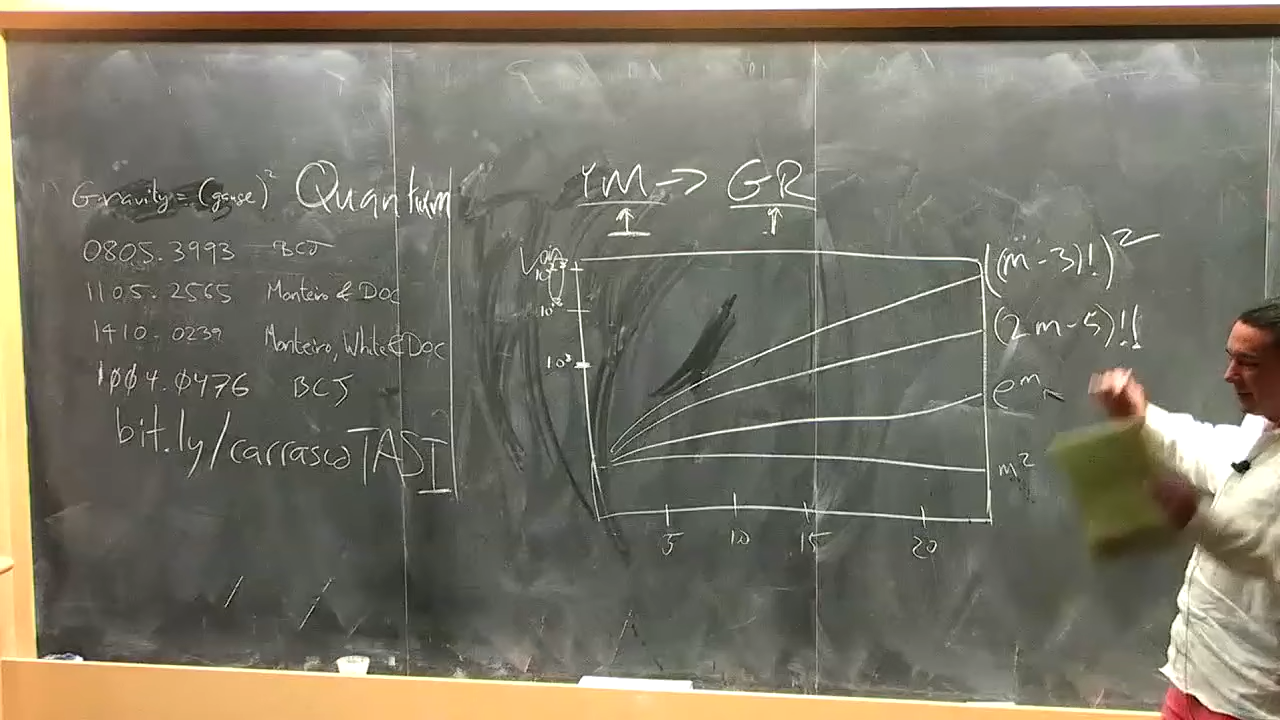 Gravity = (gauge)² Quantum
0805.3993 BCJ
1105.2565 Monteiro & DOC
1410.0239 Monteiro, White & DOC
1004.0476 BCJ
bit.ly/carrascoTASI
YM → GR
((m-3)!)²
(2m-5)!!
eᵐ
m²
5 10 15 20